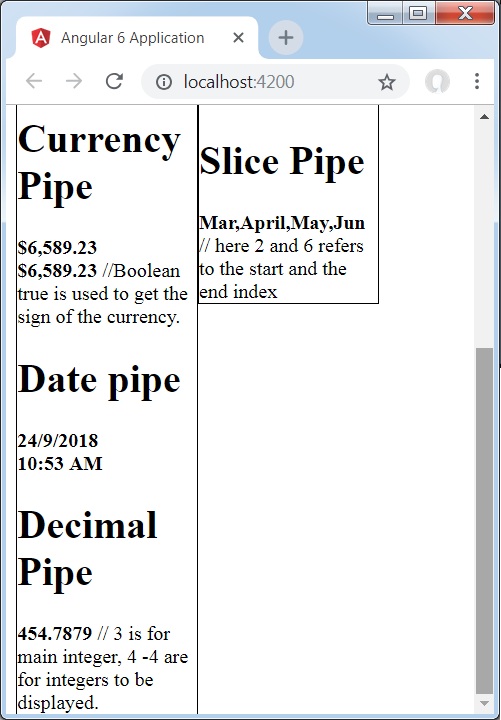 Angular 6 Application
localhost:4200
Currency
Pipe
$6,589.23
$6,589.23 //Boolean
true is used to get the
sign of the currency.
Date pipe
24/9/2018
10:53 AM
Decimal
Pipe
454.7879 // 3 is for
main integer, 4 -4 are
for integers to be
displayed.
Slice Pipe
Mar,April,May,Jun
// here 2 and 6 refers
to the start and the
end index